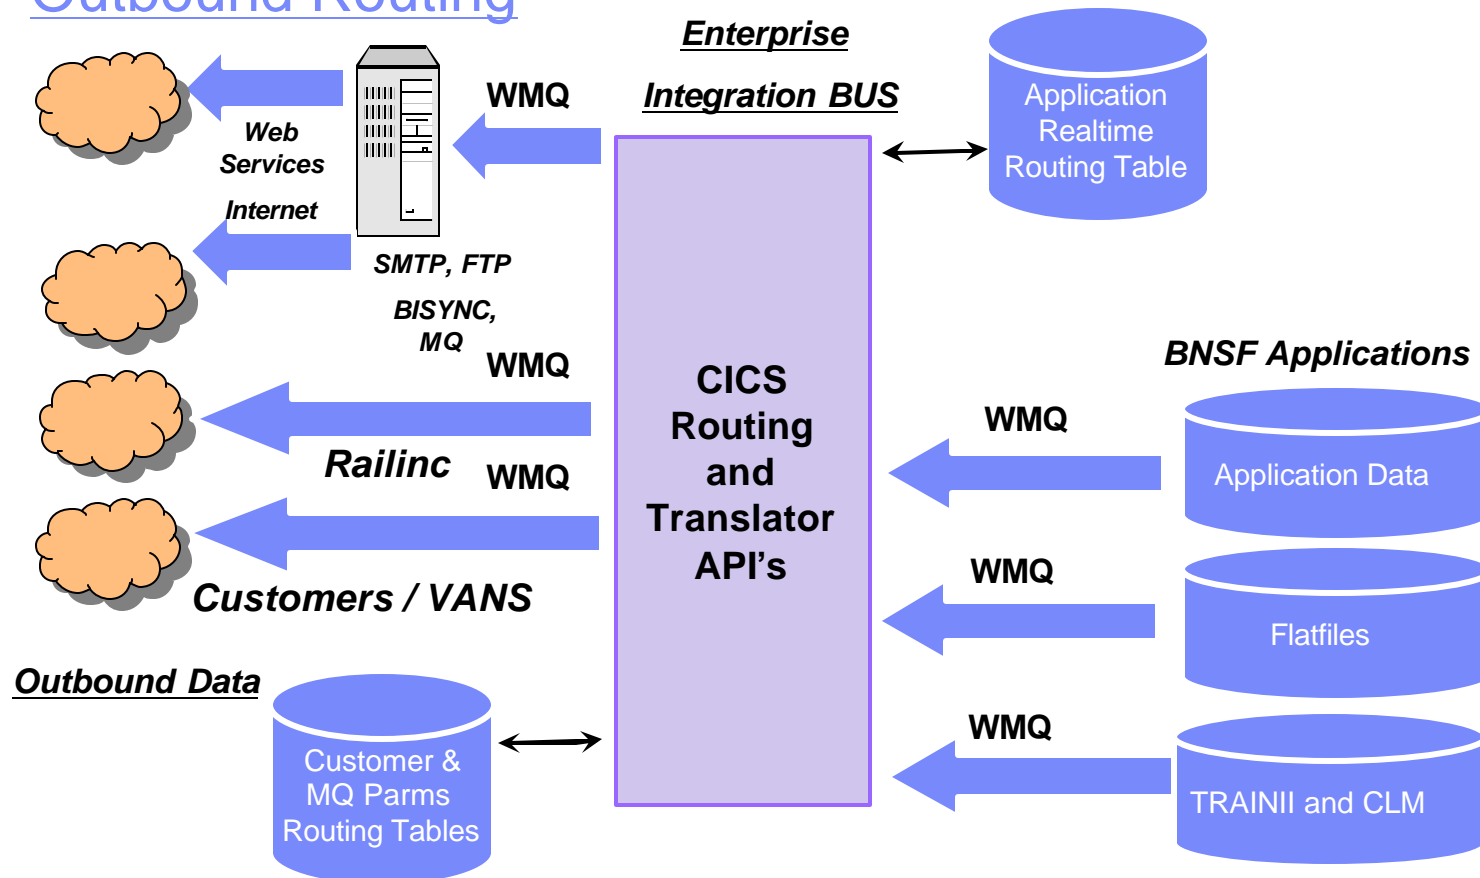 Outbound Routing
Enterprise
Integration BUS
WMQ
Web
Services
Internet
SMTP, FTP
BISYNC,
MQ
Application
Realtime
Routing Table
WMQ
Railinc
WMQ
Customers / VANS
CICS
Routing
and
Translator
API’s
BNSF Applications
WMQ
Application Data
WMQ
Flatfiles
WMQ
TRAINII and CLM
Outbound Data
Customer &
MQ Parms
Routing Tables